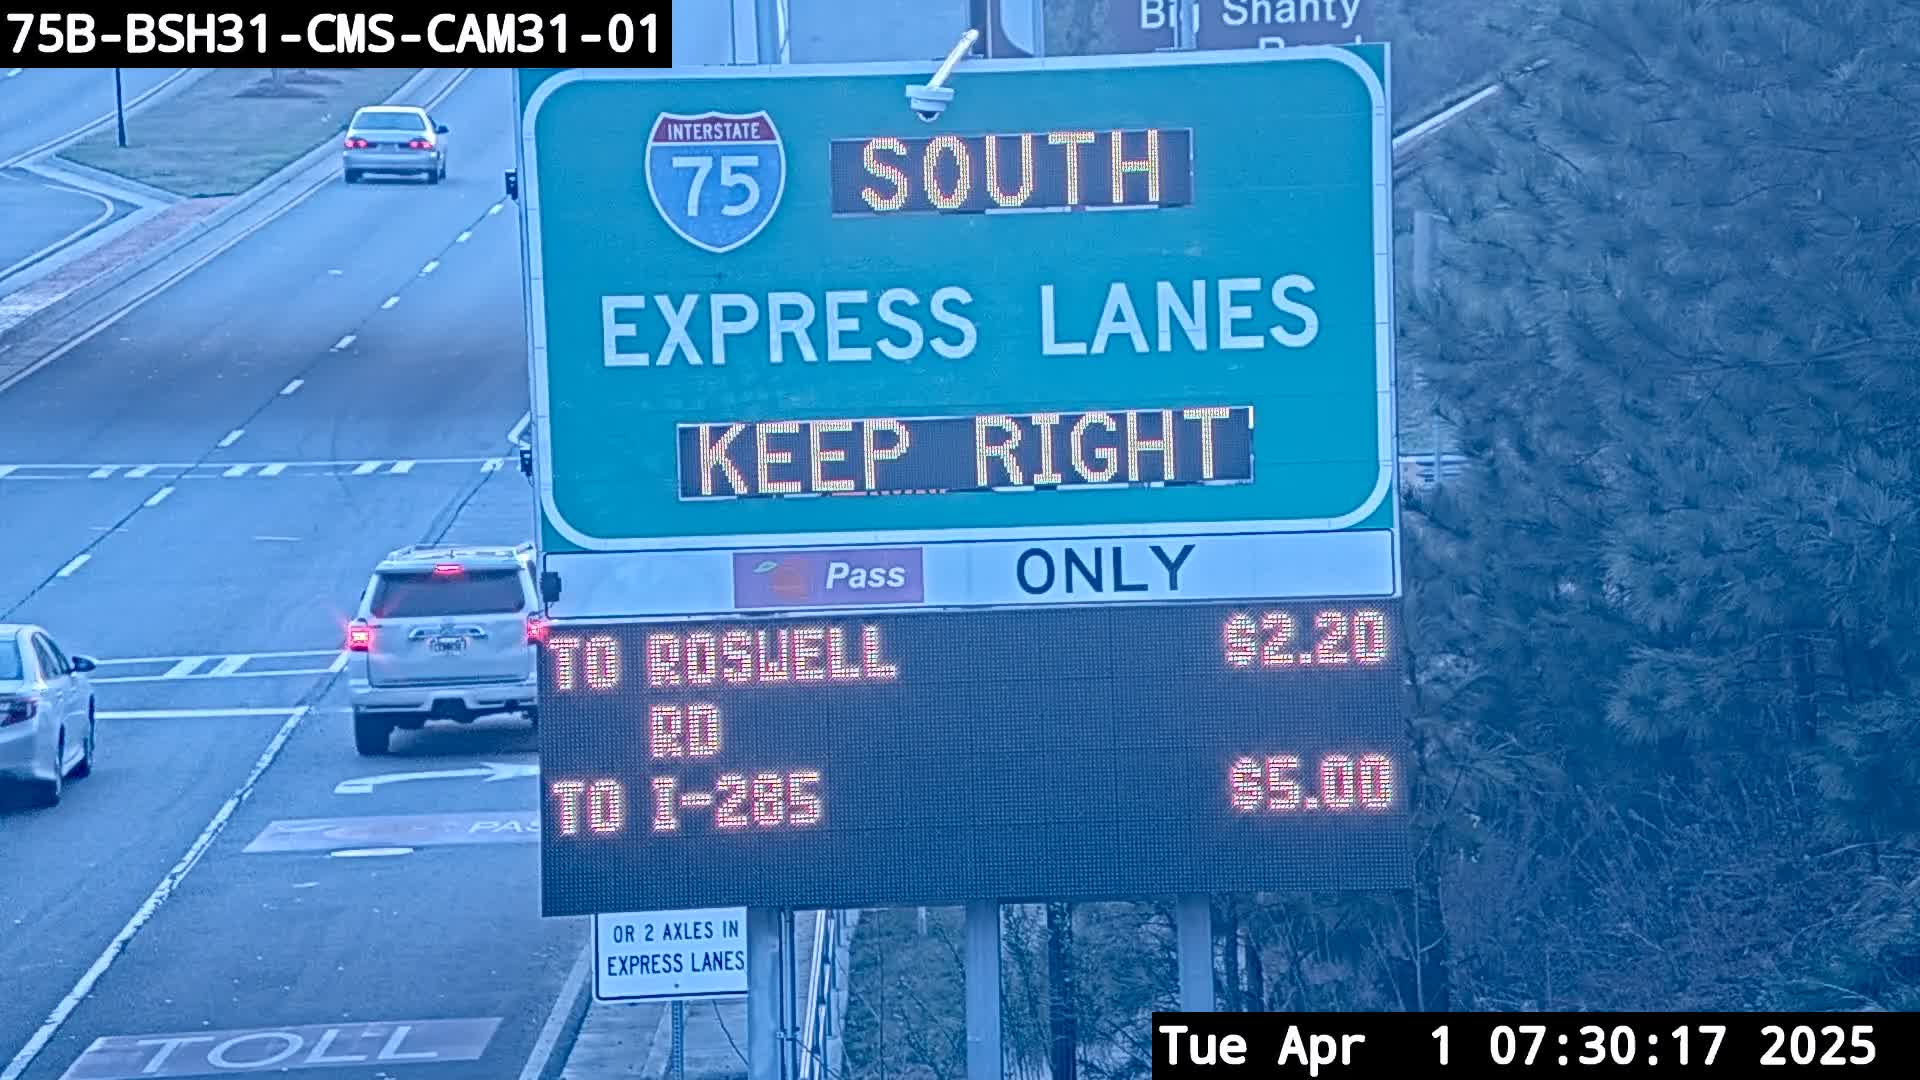 75B-BSH31-CMS-CAM31-01
Big Shanty
INTERSTATE
75
SOUTH
EXPRESS LANES
KEEP RIGHT
Pass ONLY
TO ROSWELL $2.20
RD
TO I-285 $5.00
OR 2 AXLES IN
EXPRESS LANES
TOLL
Tue Apr 1 07:30:17 2025